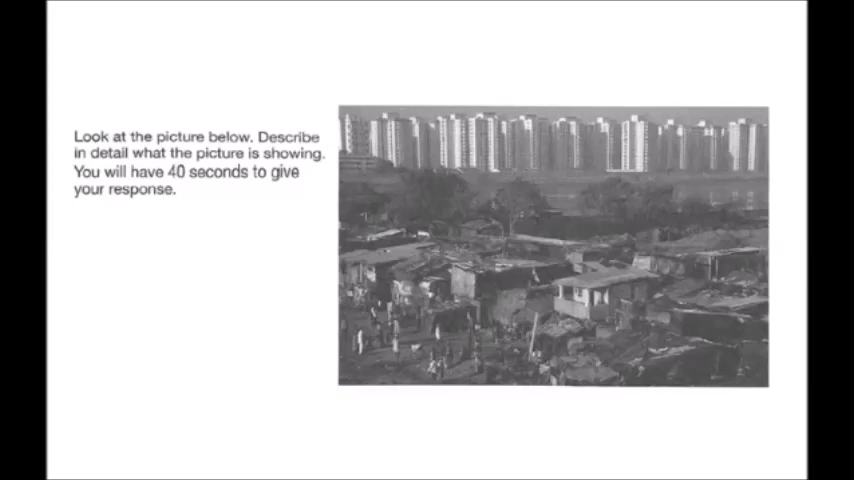 Look at the picture below. Describe
in detail what the picture is showing.
You will have 40 seconds to give
your response.